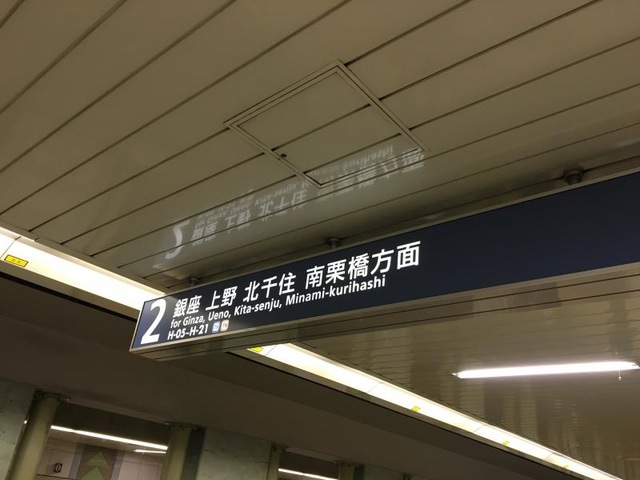 2
銀座 上野 北千住 南栗橋方面
for Ginza, Ueno, Kita-senju, Minami-kurihashi
H-05–H-21